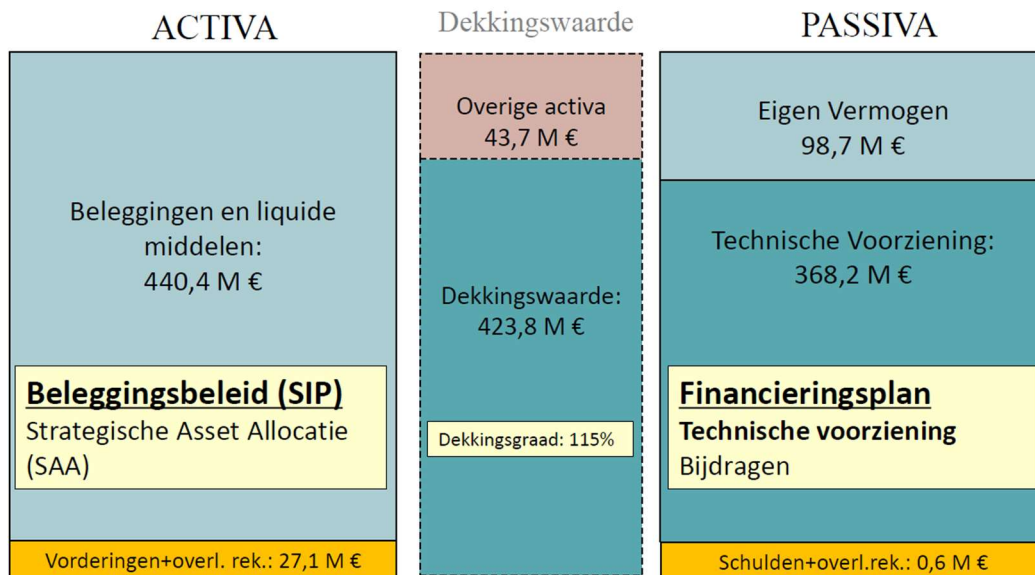 ACTIVA
Beleggingen en liquide
middelen:
440,4 M €
Beleggingsbeleid (SIP)
Strategische Asset Allocatie
(SAA)
Vorderingen+overl. rek.: 27,1 M €
Dekkingswaarde
Overige activa
43,7 M €
Dekkingswaarde:
423,8 M €
Dekkingsgraad: 115%
PASSIVA
Eigen Vermogen
98,7 M €
Technische Voorziening:
368,2 M €
Financieringsplan
Technische voorziening
Bijdragen
Schulden+overl.rek.: 0,6 M €